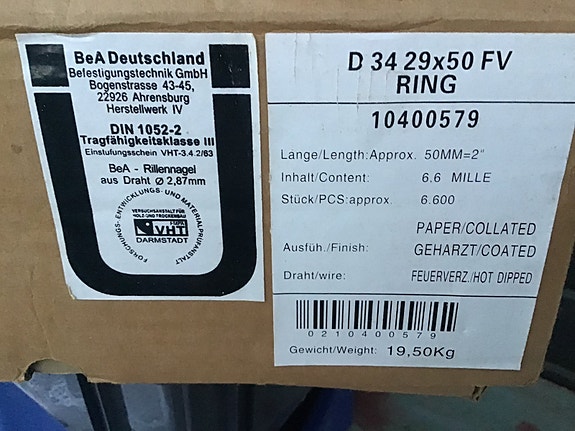 BeA Deutschland
Befestigungstechnik GmbH
Bogenstrasse 43-45,
22926 Ahrensburg
Herstellwerk IV
DIN 1052-2
Tragfähigkeitsklasse III
Einstufungsschein VHT-3.4.2/63
BeA - Rillennagel
aus Draht Ø 2,87mm
FORSCHUNGS-, ENTWICKLUNGS- UND MATERIALPRÜFANSTALT
VERSUCHSANSTALT FÜR
HOLZ- UND TROCKENBAU
VHT
DARMSTADT
D 34 29x50 FV
RING
10400579
Lange/Length:Approx. 50MM=2"
Inhalt/Content: 6.6 MILLE
Stück/PCS:approx. 6.600
PAPER/COLLATED
Ausfüh./Finish: GEHARZT/COATED
Draht/wire: FEUERVERZ./HOT DIPPED
0210400579
Gewicht/Weight: 19,50Kg